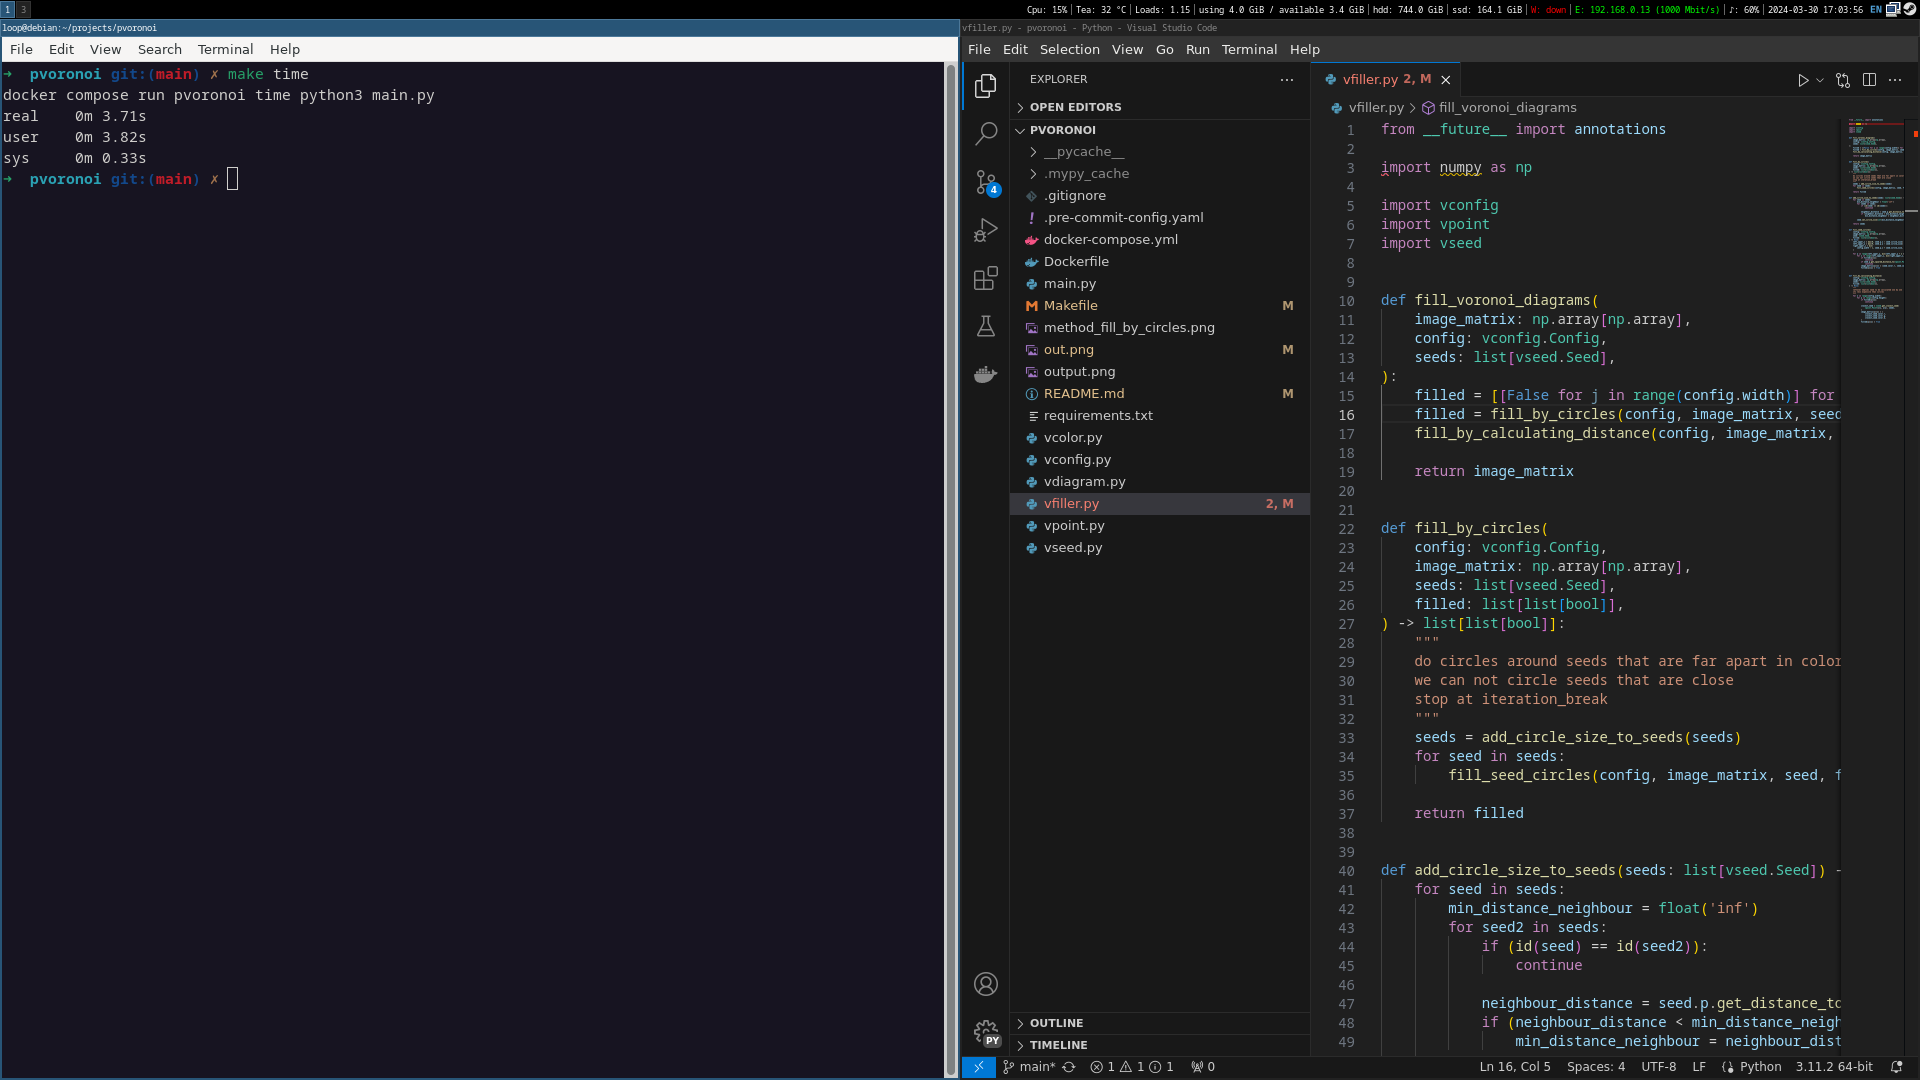 1 3
Cpu: 15% | Tea: 32 °C | Loads: 1.15 | using 4.0 GiB / available 3.4 GiB | hdd: 744.0 GiB | ssd: 164.1 GiB | W: down | E: 192.168.0.13 (1000 Mbit/s) | ♪: 60% | 2024-03-30 17:03:56 EN
loop@debian:~/projects/pvoronoi
File Edit View Search Terminal Help
➜ pvoronoi git:(main) ✗ make time
docker compose run pvoronoi time python3 main.py
real 0m 3.71s
user 0m 3.82s
sys 0m 0.33s
➜ pvoronoi git:(main) ✗
vfiller.py - pvoronoi - Python - Visual Studio Code
File Edit Selection View Go Run Terminal Help
EXPLORER
OPEN EDITORS
PVORONOI
__pycache__
.mypy_cache
.gitignore
.pre-commit-config.yaml
docker-compose.yml
Dockerfile
main.py
Makefile M
method_fill_by_circles.png
out.png M
output.png
README.md M
requirements.txt
vcolor.py
vconfig.py
vdiagram.py
vfiller.py 2, M
vpoint.py
vseed.py
OUTLINE
TIMELINE
4
PY
vfiller.py 2, M
vfiller.py > fill_voronoi_diagrams
1 from __future__ import annotations
2
3 import numpy as np
4
5 import vconfig
6 import vpoint
7 import vseed
8
9
10 def fill_voronoi_diagrams(
11 image_matrix: np.array[np.array],
12 config: vconfig.Config,
13 seeds: list[vseed.Seed],
14 ):
15 filled = [[False for j in range(config.width)] for
16 filled = fill_by_circles(config, image_matrix, seed
17 fill_by_calculating_distance(config, image_matrix,
18
19 return image_matrix
20
21
22 def fill_by_circles(
23 config: vconfig.Config,
24 image_matrix: np.array[np.array],
25 seeds: list[vseed.Seed],
26 filled: list[list[bool]],
27 ) -> list[list[bool]]:
28 """
29 do circles around seeds that are far apart in color
30 we can not circle seeds that are close
31 stop at iteration_break
32 """
33 seeds = add_circle_size_to_seeds(seeds)
34 for seed in seeds:
35 fill_seed_circles(config, image_matrix, seed, f
36
37 return filled
38
39
40 def add_circle_size_to_seeds(seeds: list[vseed.Seed]) -
41 for seed in seeds:
42 min_distance_neighbour = float('inf')
43 for seed2 in seeds:
44 if (id(seed) == id(seed2)):
45 continue
46
47 neighbour_distance = seed.p.get_distance_to
48 if (neighbour_distance < min_distance_neigh
49 min_distance_neighbour = neighbour_dist
main* 1 1 1 0 Ln 16, Col 5 Spaces: 4 UTF-8 LF Python 3.11.2 64-bit